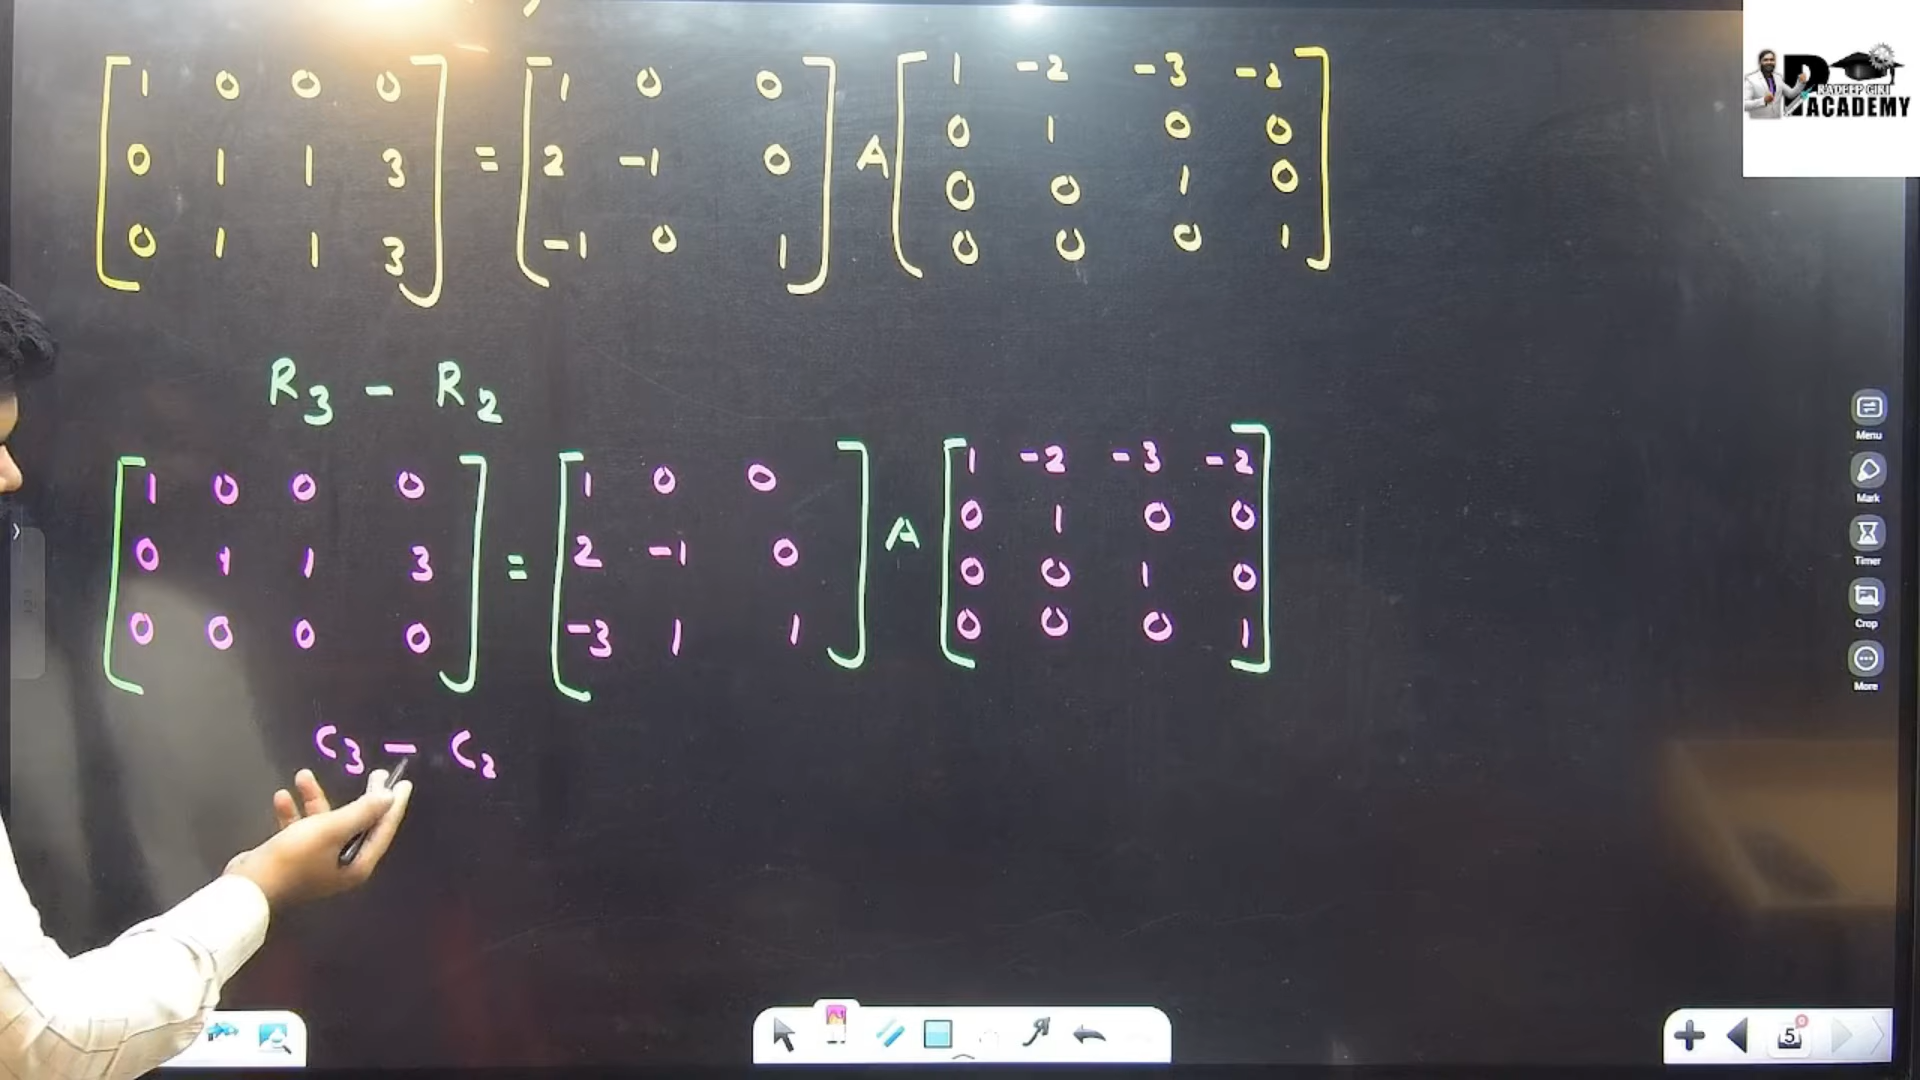 1 0 0 0 1 0 0 1 -2 -3 -2
0 1 1 3 = 2 -1 0 A 0 1 0 0
0 0 1 0
0 1 1 3 -1 0 1 0 0 0 1
R3 - R2
1 0 0 0 1 0 0 1 -2 -3 -2
0 1 1 3 = 2 -1 0 A 0 1 0 0
0 0 1 0
0 0 0 0 -3 1 1 0 0 0 1
C3 - C2
RADEEP GIRI
ACADEMY
Menu
Mark
Timer
Crop
More
5